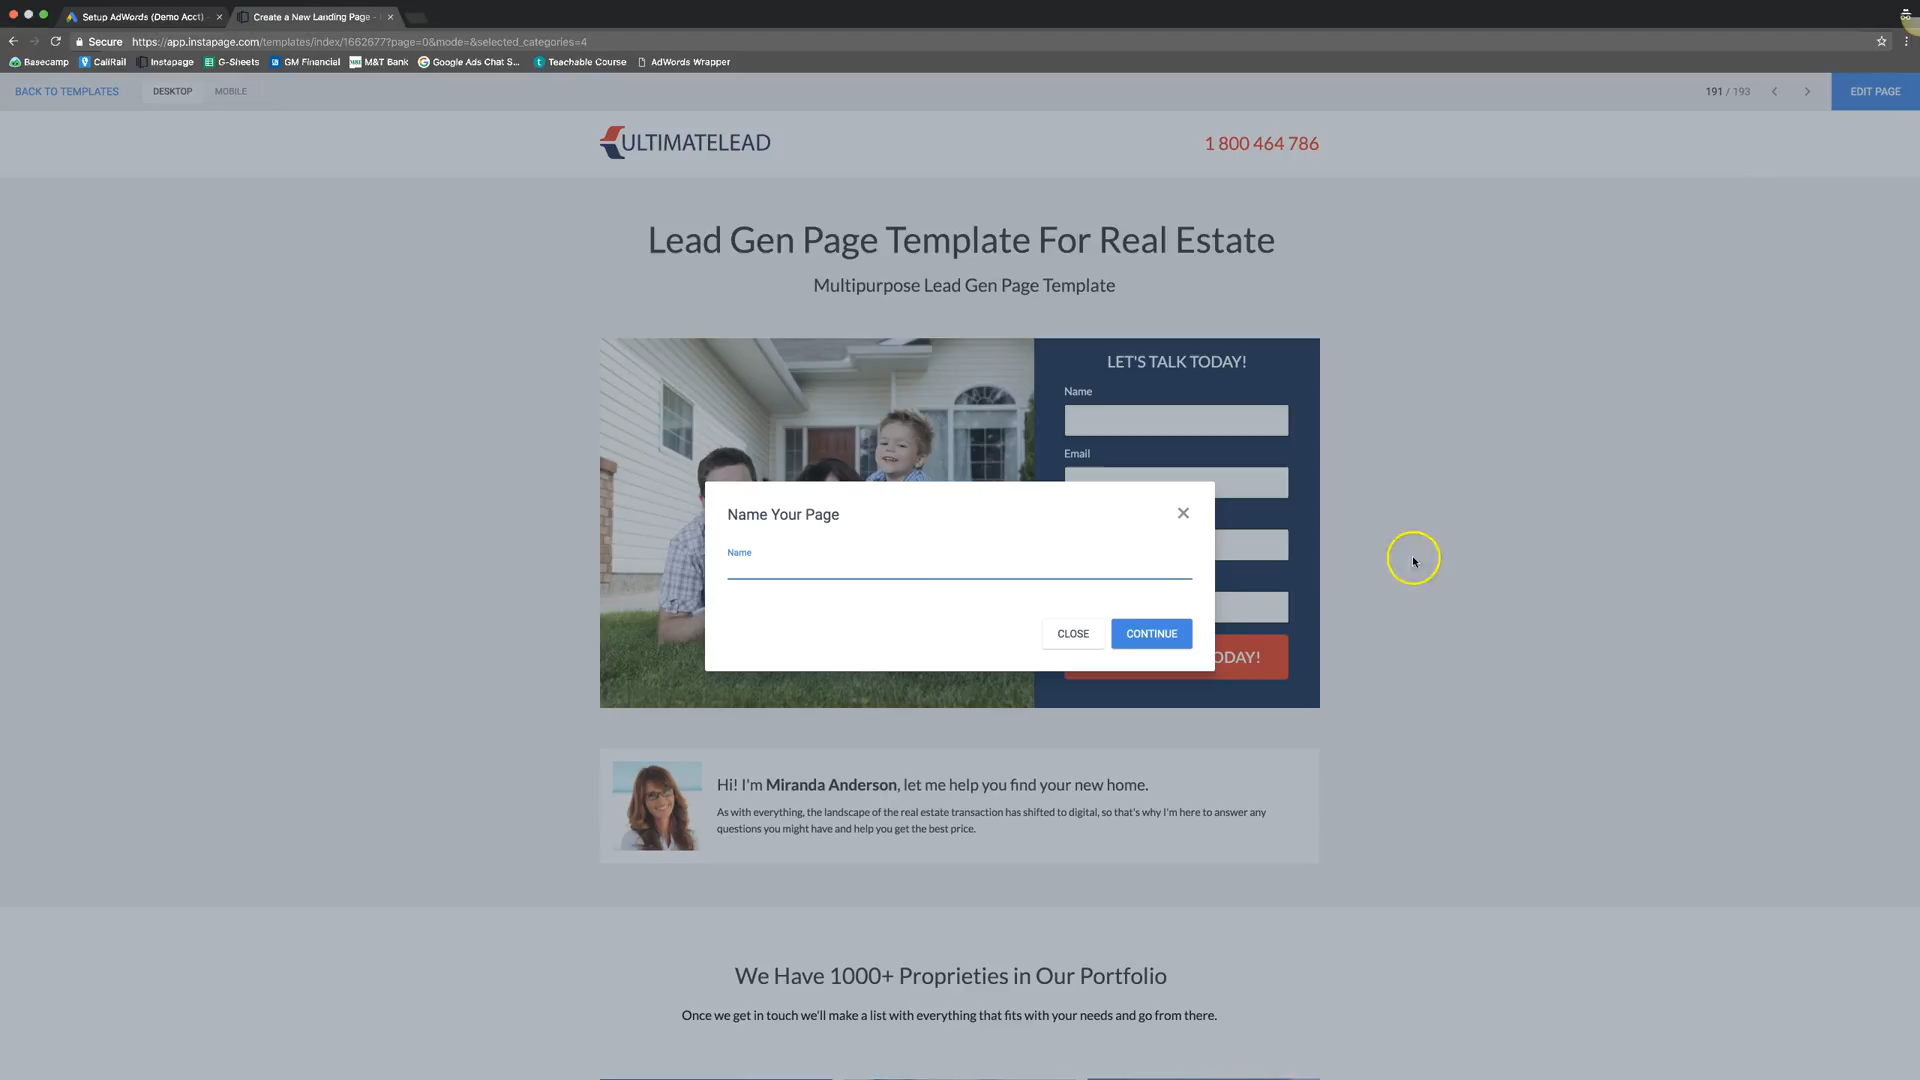 Setup AdWords (Demo Acct)
Create a New Landing Page -
Secure https://app.instapage.com/templates/index/1662677?page=0&mode=&selected_categories=4
Basecamp CallRail Instapage G-Sheets GM Financial M&T Bank Google Ads Chat S... Teachable Course AdWords Wrapper
BACK TO TEMPLATES DESKTOP MOBILE 191 / 193 EDIT PAGE
ULTIMATELEAD 1 800 464 786
Lead Gen Page Template For Real Estate
Multipurpose Lead Gen Page Template
LET'S TALK TODAY!
Name
Email
Name Your Page
Name
CLOSE CONTINUE
ODAY!
Hi! I'm Miranda Anderson, let me help you find your new home.
As with everything, the landscape of the real estate transaction has shifted to digital, so that's why I'm here to answer any
questions you might have and help you get the best price.
We Have 1000+ Proprieties in Our Portfolio
Once we get in touch we'll make a list with everything that fits with your needs and go from there.